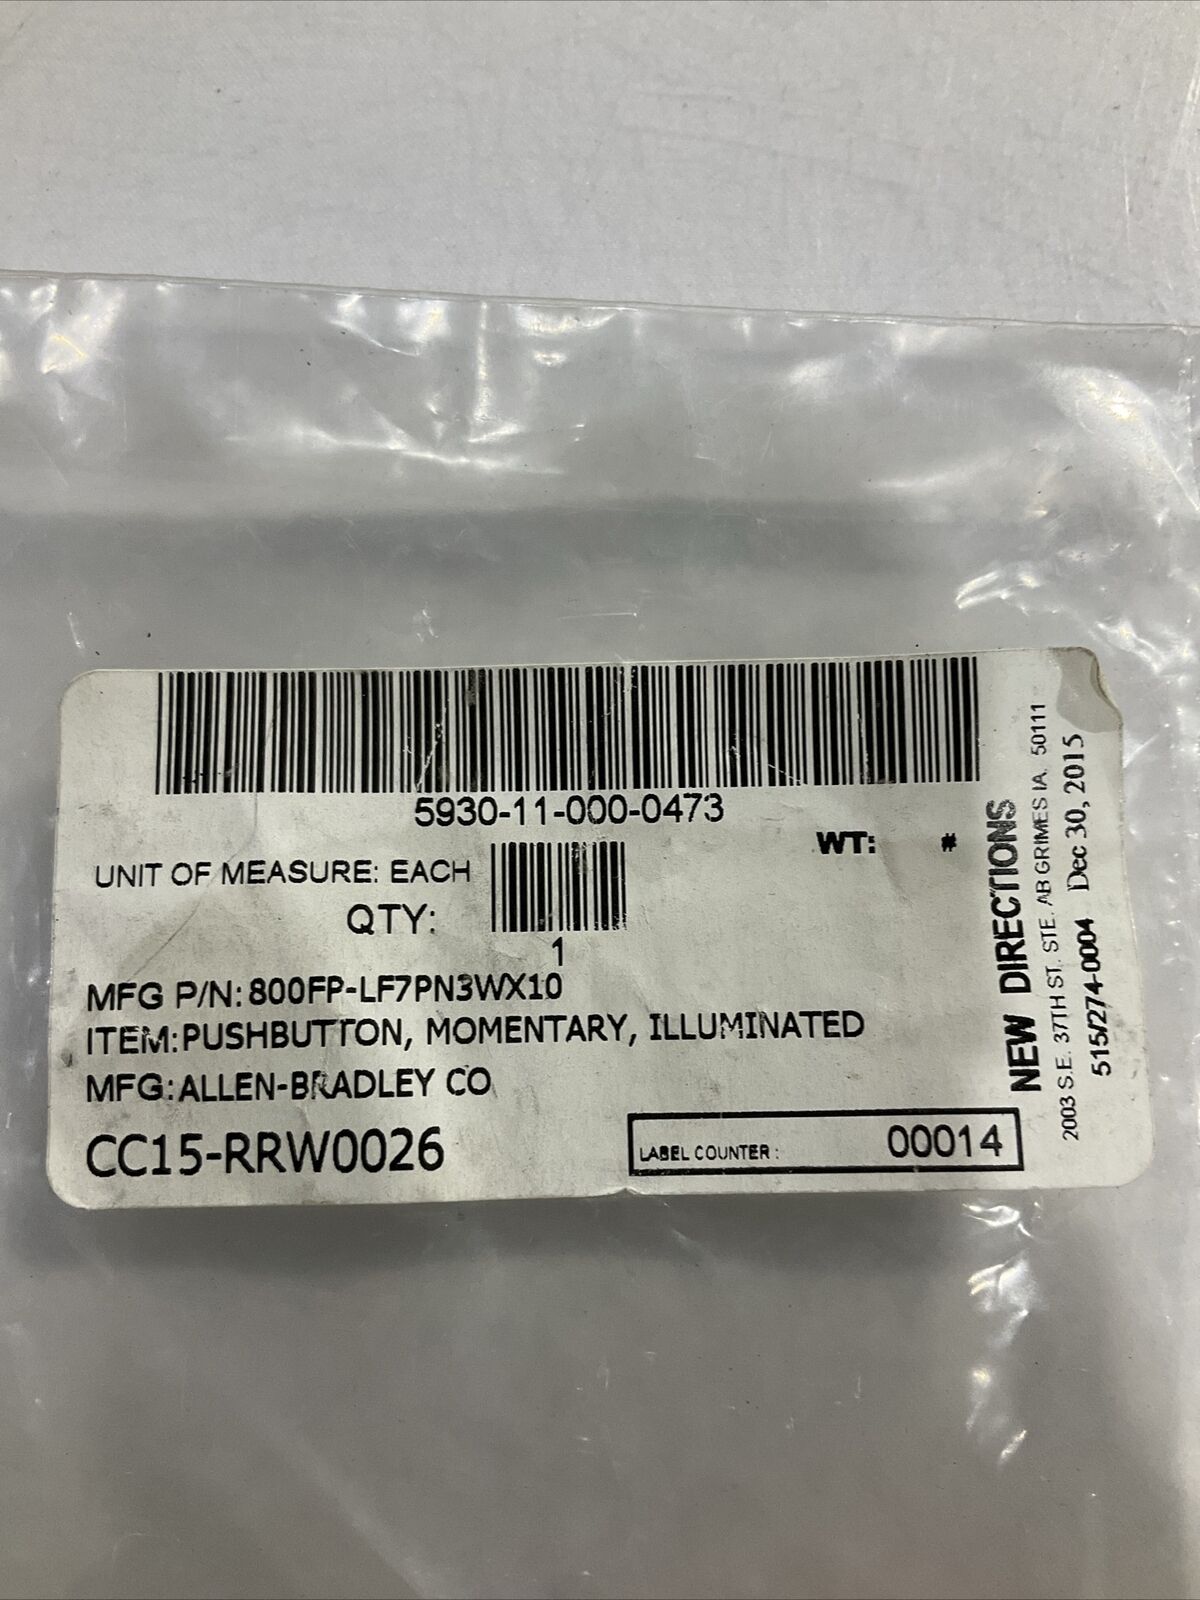 5930-11-000-0473
UNIT OF MEASURE: EACH
WT: #
QTY:
1
MFG P/N: 800FP-LF7PN3WX10
ITEM: PUSHBUTTON, MOMENTARY, ILLUMINATED
MFG: ALLEN-BRADLEY CO
CC15-RRW0026
LABEL COUNTER : 00014
NEW DIRECTIONS
2003 S.E. 37TH ST. STE. AB GRIMES IA. 50111
515/274-0004 Dec 30, 2015